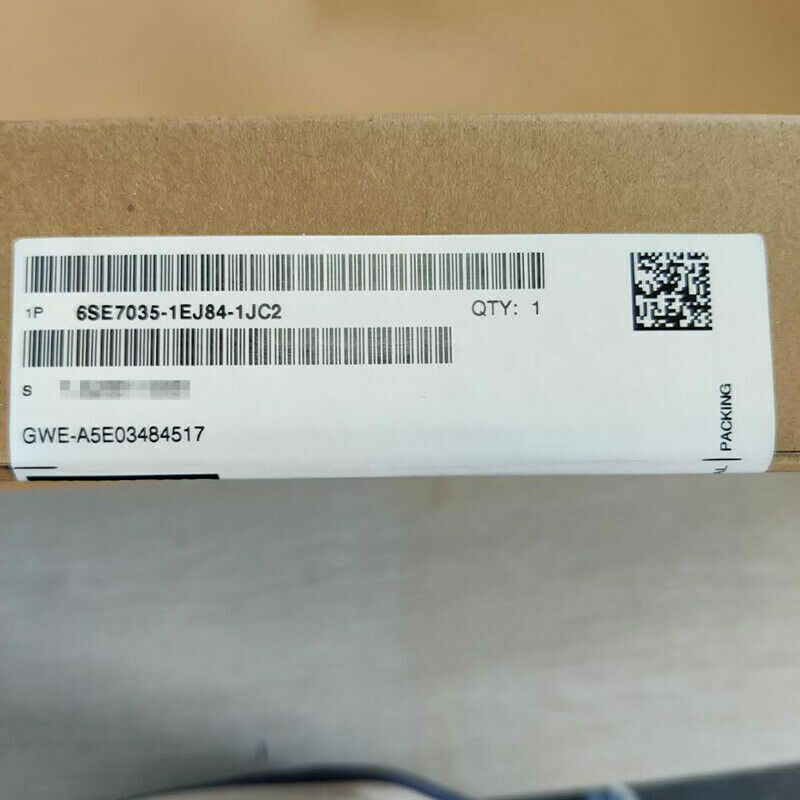 1P 6SE7035-1EJ84-1JC2 QTY: 1
S
GWE-A5E03484517
PACKING